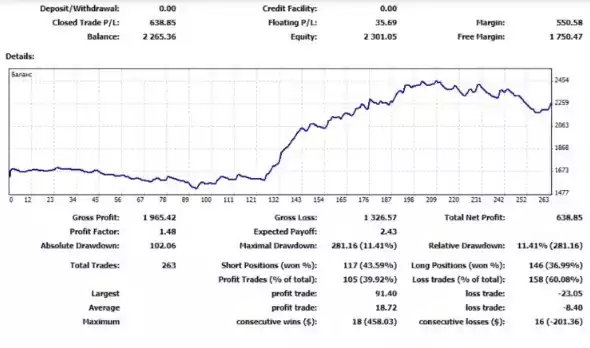 Deposit/Withdrawal: 0.00 Credit Facility: 0.00
Closed Trade P/L: 638.85 Floating P/L: 35.69 Margin: 550.58
Balance: 2 265.36 Equity: 2 301.05 Free Margin: 1 750.47
Details:
Баланс
2454
2259
2063
1868
1673
1477
0 12 23 34 45 56 67 78 89 100 111 121 132 143 154 165 176 187 198 209 220 231 242 252 263
Gross Profit: 1 965.42 Gross Loss: 1 326.57 Total Net Profit: 638.85
Profit Factor: 1.48 Expected Payoff: 2.43
Absolute Drawdown: 102.06 Maximal Drawdown: 281.16 (11.41%) Relative Drawdown: 11.41% (281.16)
Total Trades: 263 Short Positions (won %): 117 (43.59%) Long Positions (won %): 146 (36.99%)
Profit Trades (% of total): 105 (39.92%) Loss trades (% of total): 158 (60.08%)
Largest profit trade: 91.40 loss trade: -23.05
Average profit trade: 18.72 loss trade: -8.40
Maximum consecutive wins ($): 18 (458.03) consecutive losses ($): 16 (-201.36)